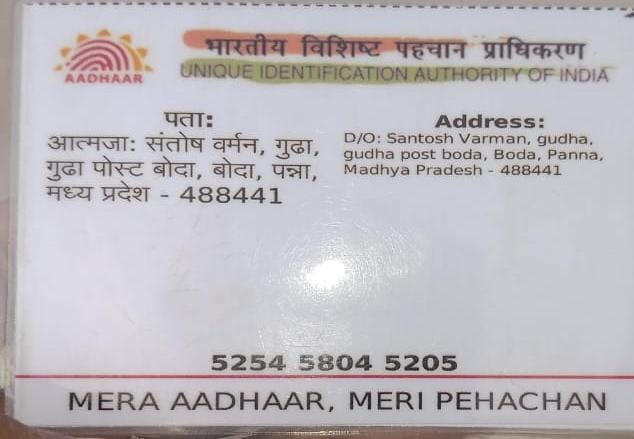 AADHAAR
भारतीय विशिष्ट पहचान प्राधिकरण
UNIQUE IDENTIFICATION AUTHORITY OF INDIA
पता:
आत्मजा: संतोष वर्मन, गुढा,
गुढा पोस्ट बोदा, बोदा, पन्ना,
मध्य प्रदेश - 488441
Address:
D/O: Santosh Varman, gudha,
gudha post boda, Boda, Panna,
Madhya Pradesh - 488441
5254 5804 5205
MERA AADHAAR, MERI PEHACHAN